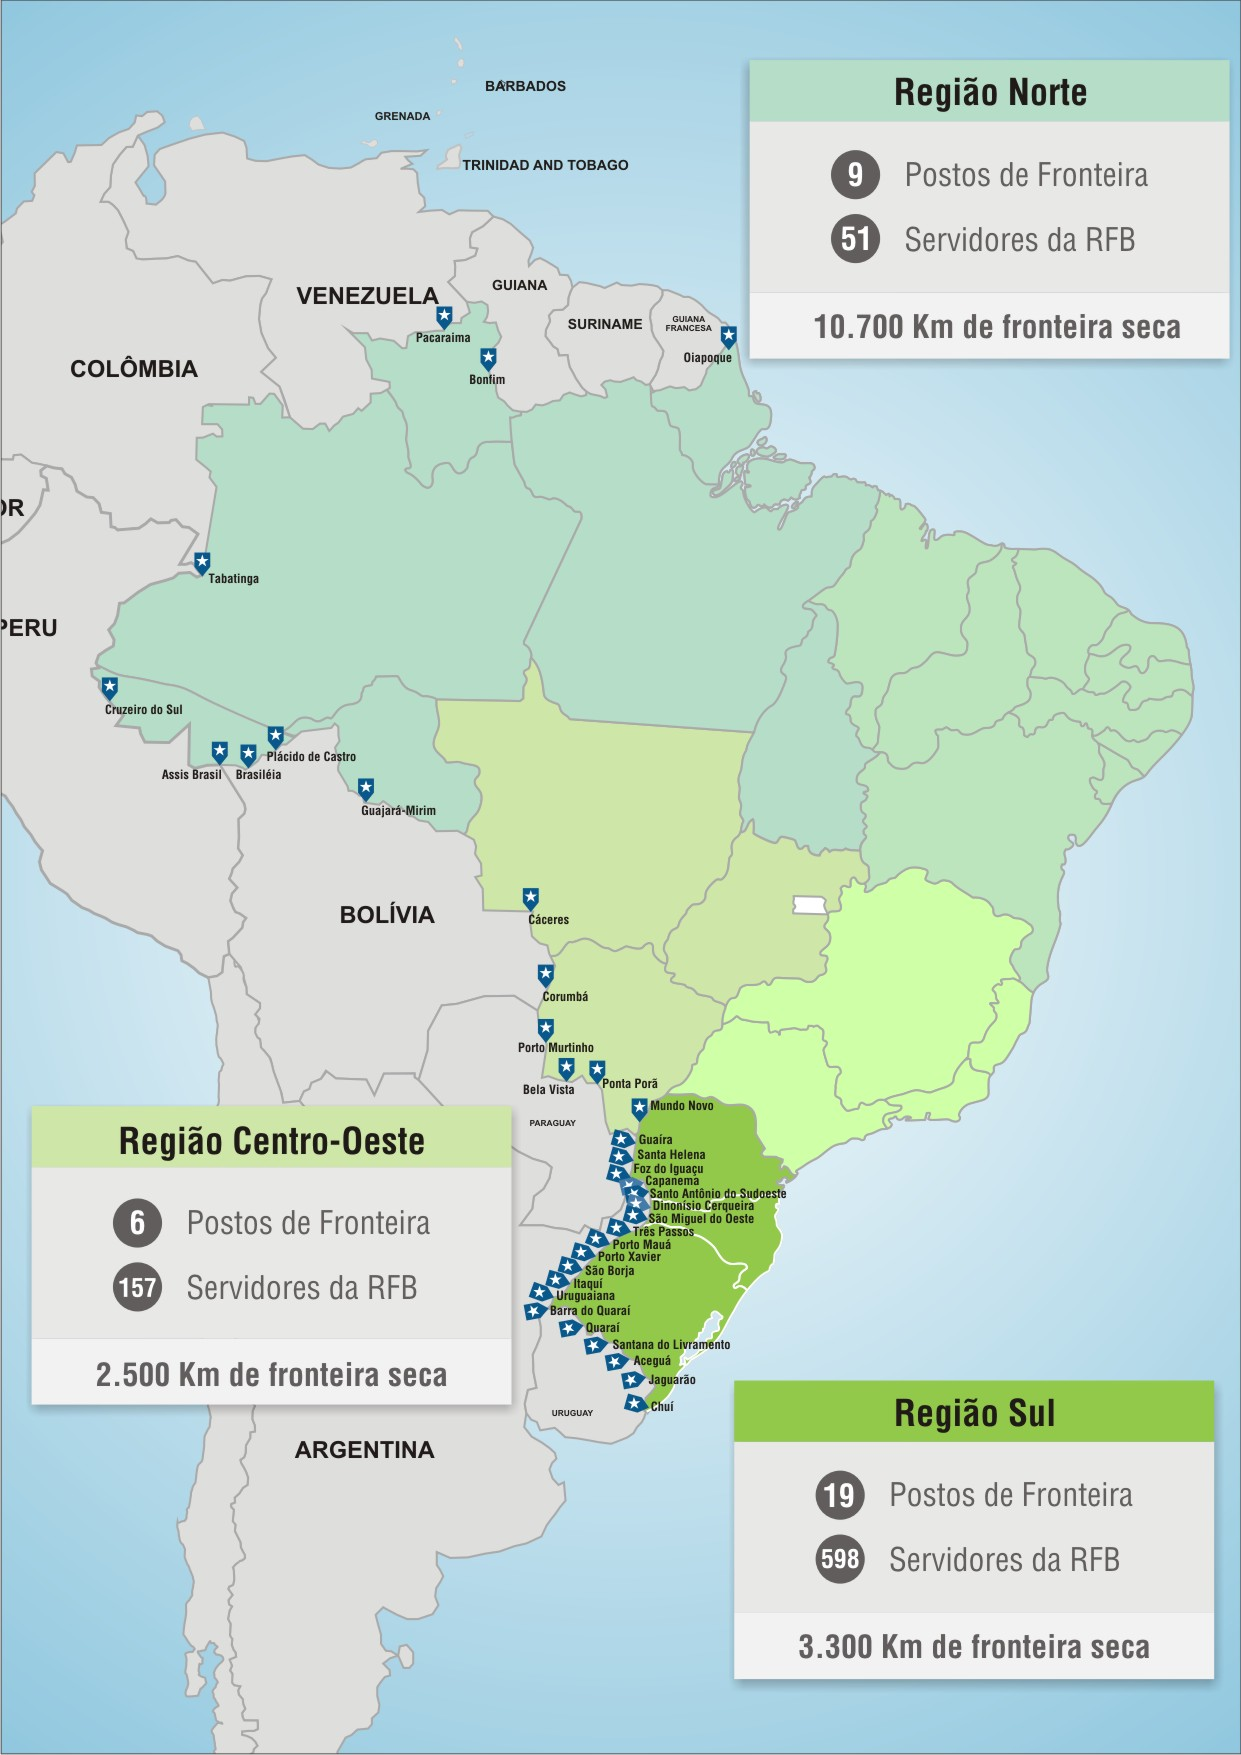 BARBADOS
GRENADA
TRINIDAD AND TOBAGO
Região Norte
9 Postos de Fronteira
51 Servidores da RFB
10.700 Km de fronteira seca
VENEZUELA
GUIANA
SURINAME
GUIANA
FRANCESA
COLÔMBIA
Pacaraima
Bonfim
Oiapoque
OR
Tabatinga
PERU
Cruzeiro do Sul
Assis Brasil
Brasiléia
Plácido de Castro
Guajará-Mirim
BOLÍVIA
Cáceres
Corumbá
Porto Murtinho
Bela Vista
Ponta Porã
Mundo Novo
PARAGUAY
Guaíra
Santa Helena
Foz do Iguaçu
Capanema
Santo Antônio do Sudoeste
Dinonísio Cerqueira
São Miguel do Oeste
Três Passos
Porto Mauá
Porto Xavier
São Borja
Itaquí
Uruguaiana
Barra do Quaraí
Quaraí
Santana do Livramento
Aceguá
Jaguarão
Chuí
URUGUAY
ARGENTINA
Região Centro-Oeste
6 Postos de Fronteira
157 Servidores da RFB
2.500 Km de fronteira seca
Região Sul
19 Postos de Fronteira
598 Servidores da RFB
3.300 Km de fronteira seca